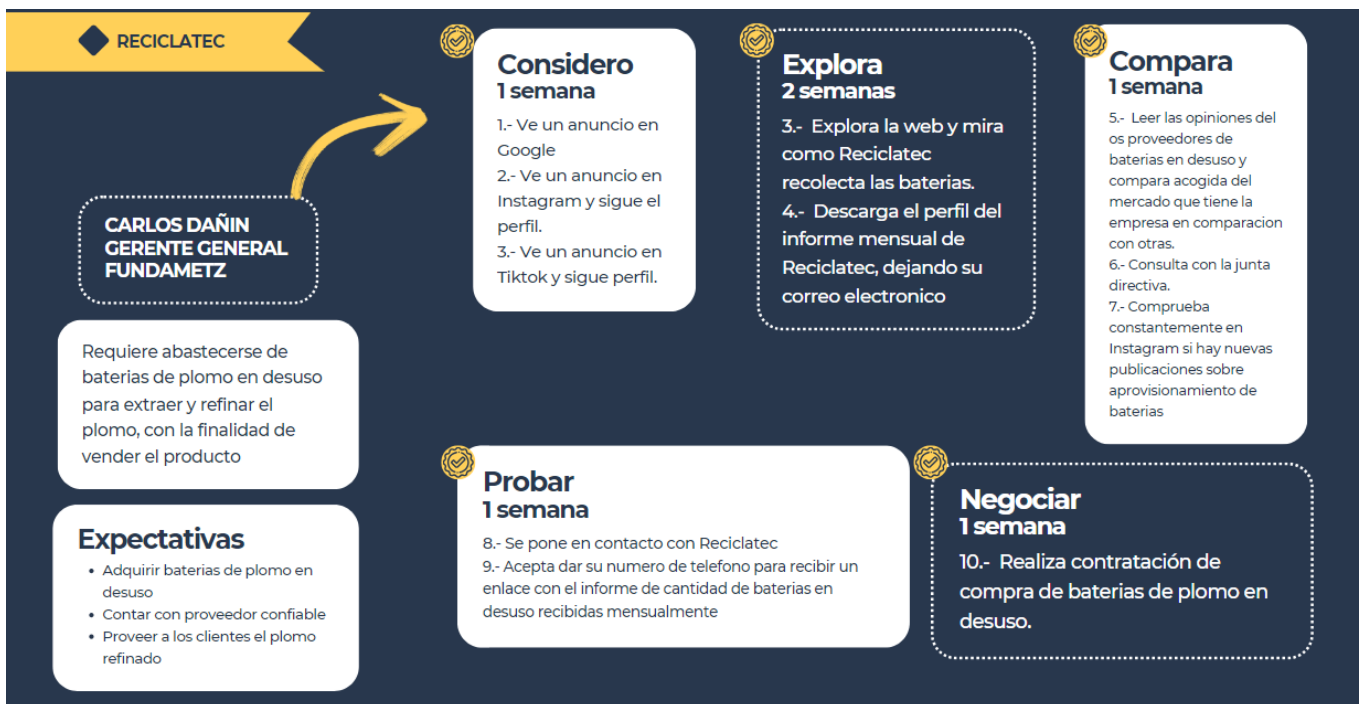 RECICLATEC
CARLOS DAÑIN
GERENTE GENERAL
FUNDAMETZ
Requiere abastecerse de
baterias de plomo en desuso
para extraer y refinar el
plomo, con la finalidad de
vender el producto
Expectativas
• Adquirir baterias de plomo en
desuso
• Contar con proveedor confiable
• Proveer a los clientes el plomo
refinado
Considero
1 semana
1.- Ve un anuncio en
Google
2.- Ve un anuncio en
Instagram y sigue el
perfil.
3.- Ve un anuncio en
Tiktok y sigue perfil.
Explora
2 semanas
3.- Explora la web y mira
como Reciclatec
recolecta las baterias.
4.- Descarga el perfil del
informe mensual de
Reciclatec, dejando su
correo electronico
Compara
1 semana
5.- Leer las opiniones del
os proveedores de
baterias en desuso y
compara acogida del
mercado que tiene la
empresa en comparacion
con otras.
6.- Consulta con la junta
directiva.
7.- Comprueba
constantemente en
Instagram si hay nuevas
publicaciones sobre
aprovisionamiento de
baterias
Probar
1 semana
8.- Se pone en contacto con Reciclatec
9.- Acepta dar su numero de telefono para recibir un
enlace con el informe de cantidad de baterias en
desuso recibidas mensualmente
Negociar
1 semana
10.- Realiza contratación de
compra de baterias de plomo en
desuso.